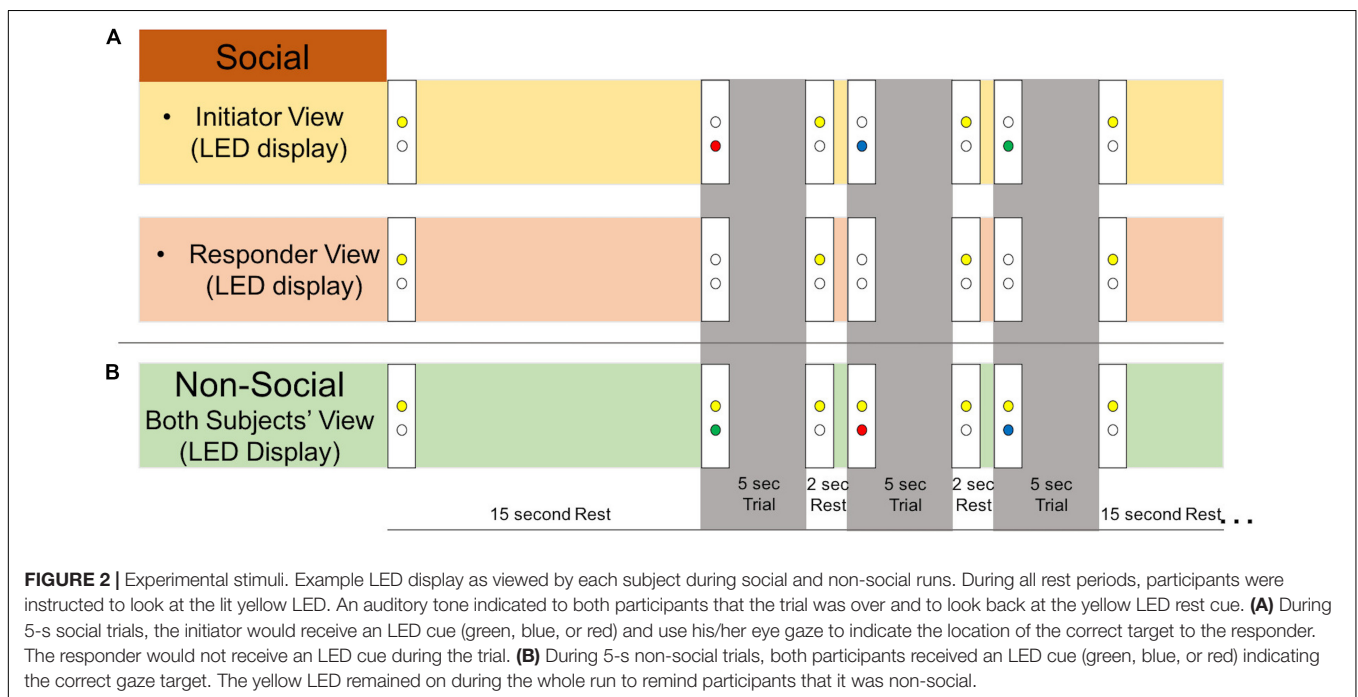 A
Social
• Initiator View
(LED display)
• Responder View
(LED display)
B
Non-Social
Both Subjects' View
(LED Display)
5 sec
Trial
2 sec
Rest
5 sec
Trial
2 sec
Rest
5 sec
Trial
15 second Rest
15 second Rest...
FIGURE 2 | Experimental stimuli. Example LED display as viewed by each subject during social and non-social runs. During all rest periods, participants were
instructed to look at the lit yellow LED. An auditory tone indicated to both participants that the trial was over and to look back at the yellow LED rest cue. (A) During
5-s social trials, the initiator would receive an LED cue (green, blue, or red) and use his/her eye gaze to indicate the location of the correct target to the responder.
The responder would not receive an LED cue during the trial. (B) During 5-s non-social trials, both participants received an LED cue (green, blue, or red) indicating
the correct gaze target. The yellow LED remained on during the whole run to remind participants that it was non-social.